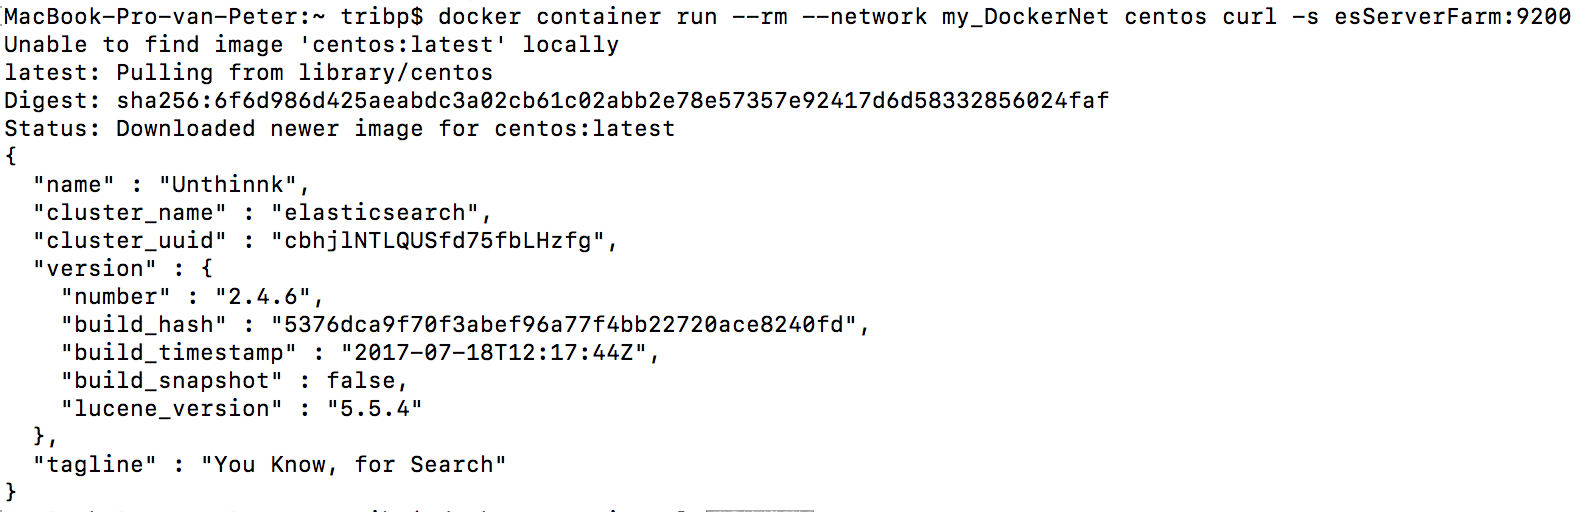 MacBook-Pro-van-Peter:~ tribp$ docker container run --rm --network my_DockerNet centos curl -s esServerFarm:9200
Unable to find image 'centos:latest' locally
latest: Pulling from library/centos
Digest: sha256:6f6d986d425aeabdc3a02cb61c02abb2e78e57357e92417d6d58332856024faf
Status: Downloaded newer image for centos:latest
{
  "name" : "Unthinnk",
  "cluster_name" : "elasticsearch",
  "cluster_uuid" : "cbhjlNTLQUSfd75fbLHzfg",
  "version" : {
    "number" : "2.4.6",
    "build_hash" : "5376dca9f70f3abef96a77f4bb22720ace8240fd",
    "build_timestamp" : "2017-07-18T12:17:44Z",
    "build_snapshot" : false,
    "lucene_version" : "5.5.4"
  },
  "tagline" : "You Know, for Search"
}